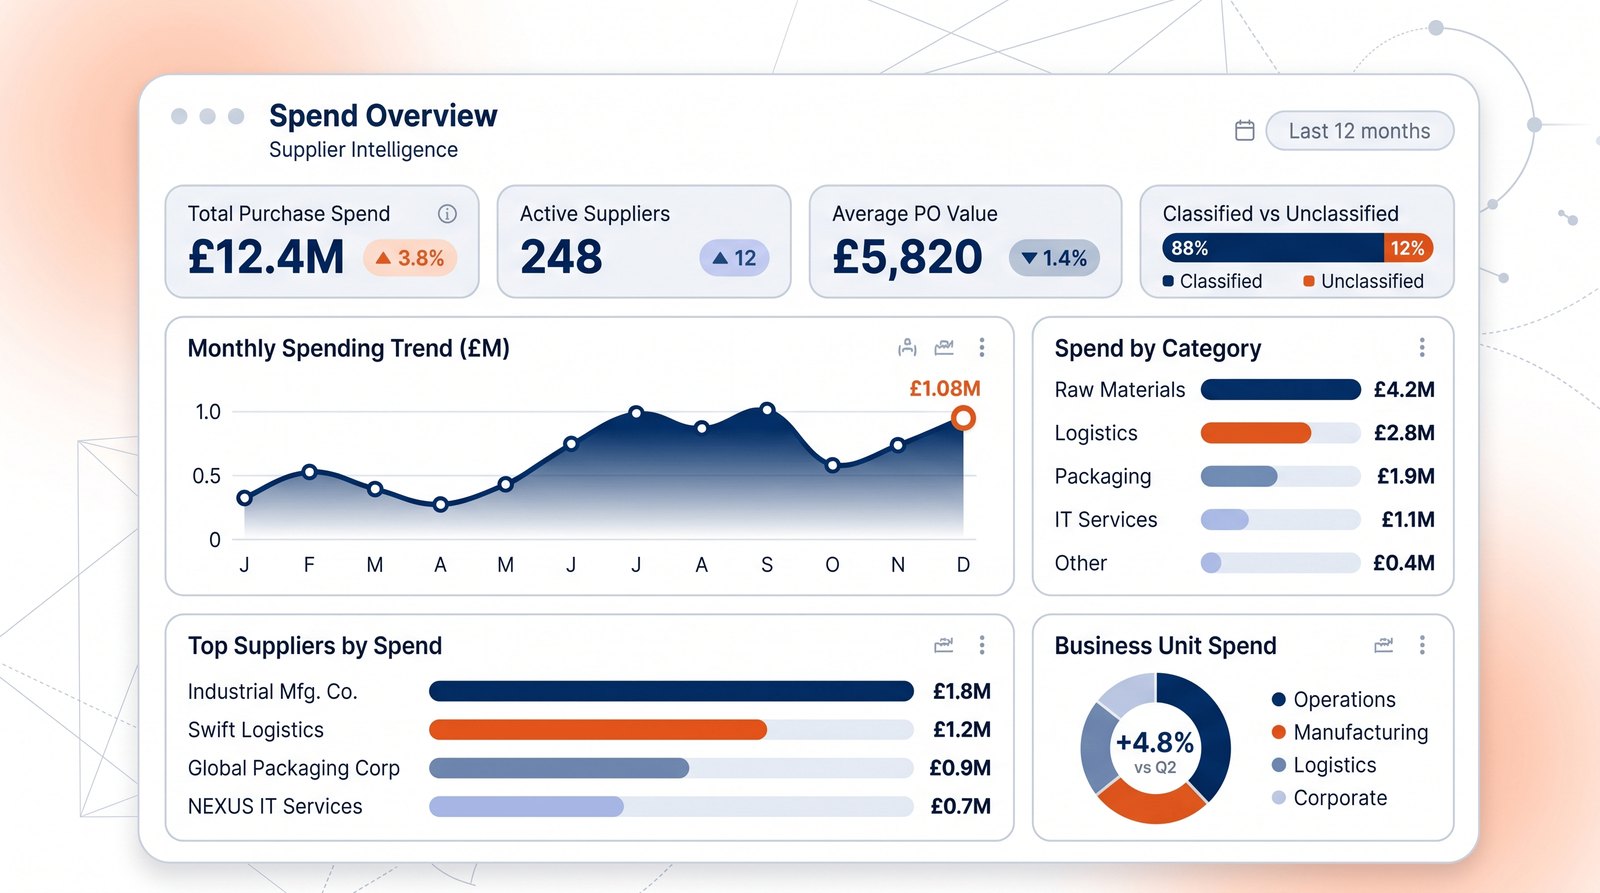 Spend Overview
Supplier Intelligence
Last 12 months
Total Purchase Spend
£12.4M
▲ 3.8%
Active Suppliers
248
▲ 12
Average PO Value
£5,820
▼ 1.4%
Classified vs Unclassified
88% 12%
Classified Unclassified
Monthly Spending Trend (£M)
£1.08M
1.0
0.5
0
J F M A M J J A S O N D
Spend by Category
Raw Materials £4.2M
Logistics £2.8M
Packaging £1.9M
IT Services £1.1M
Other £0.4M
Top Suppliers by Spend
Industrial Mfg. Co. £1.8M
Swift Logistics £1.2M
Global Packaging Corp £0.9M
NEXUS IT Services £0.7M
Business Unit Spend
+4.8%
vs Q2
Operations
Manufacturing
Logistics
Corporate